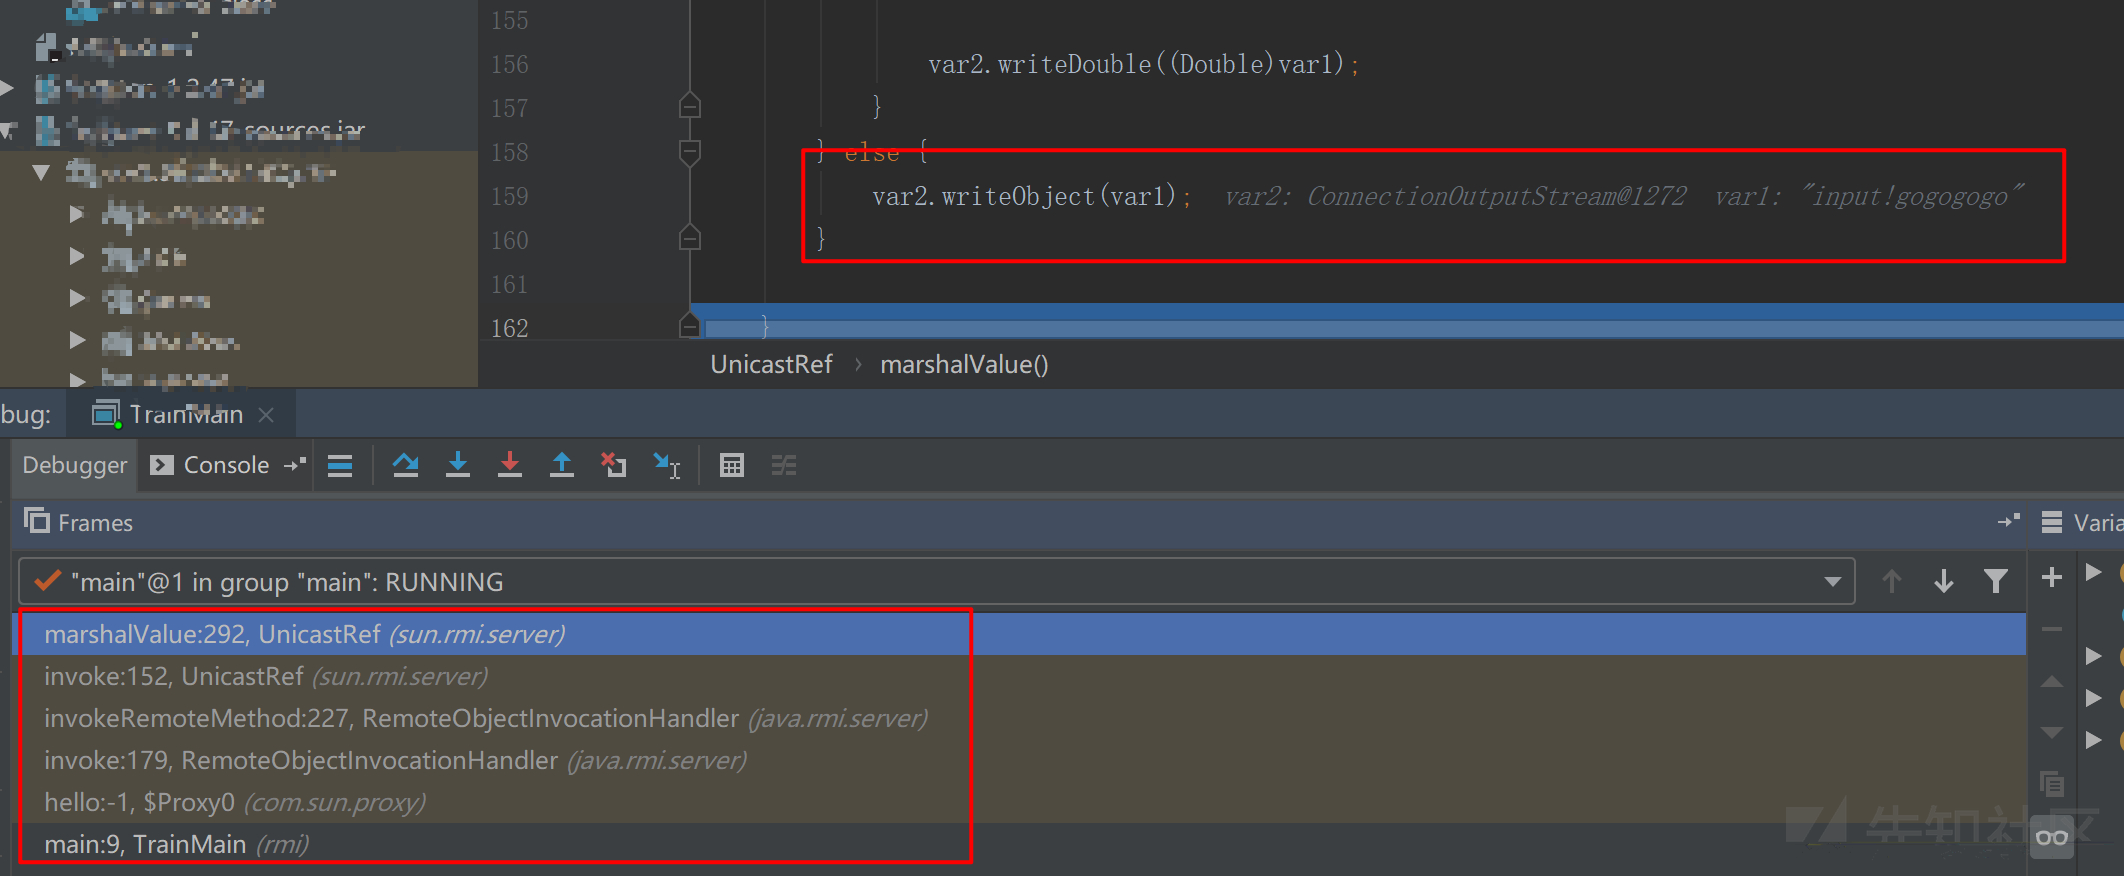 155
156 var2.writeDouble((Double)var1);
157 }
158 } else {
159 var2.writeObject(var1); var2: ConnectionOutputStream@1272 var1: "input!gogogogo"
160 }
161
162 }
UnicastRef › marshalValue()
bug: TrainMain ×
Debugger Console
Frames Varia
"main"@1 in group "main": RUNNING
marshalValue:292, UnicastRef (sun.rmi.server)
invoke:152, UnicastRef (sun.rmi.server)
invokeRemoteMethod:227, RemoteObjectInvocationHandler (java.rmi.server)
invoke:179, RemoteObjectInvocationHandler (java.rmi.server)
hello:-1, $Proxy0 (com.sun.proxy)
main:9, TrainMain (rmi)
先知社区